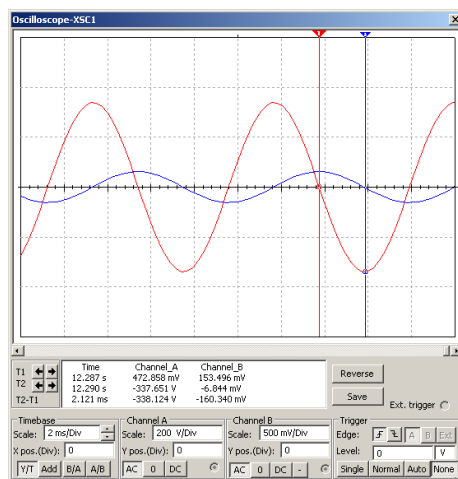 Oscilloscope-XSC1
1
2
Time Channel_A Channel_B
T1 12.287 s 472.858 mV 153.496 mV
T2 12.290 s -337.651 V -6.844 mV
T2-T1 2.121 ms -338.124 V -160.340 mV
Reverse
Save
Ext. trigger
Timebase
Scale: 2 ms/Div
X pos.(Div): 0
Y/T Add B/A A/B
Channel A
Scale: 200 V/Div
Y pos.(Div): 0
AC 0 DC
Channel B
Scale: 500 mV/Div
Y pos.(Div): 0
AC 0 DC -
Trigger
Edge: A B Ext
Level: 0 V
Single Normal Auto None